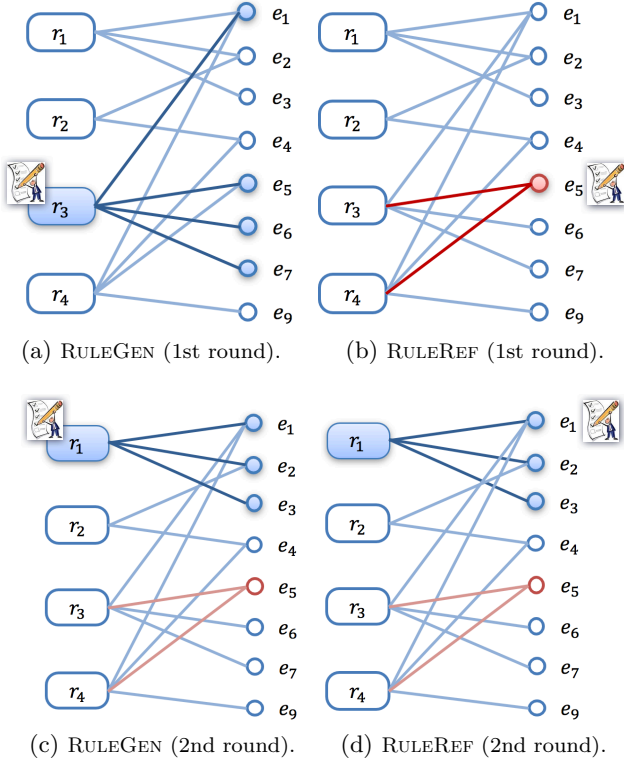 r1
r2
r3
r4
e1
e2
e3
e4
e5
e6
e7
e9
(a) RULEGEN (1st round).
r1
r2
r3
r4
e1
e2
e3
e4
e5
e6
e7
e9
(b) RULEREF (1st round).
r1
r2
r3
r4
e1
e2
e3
e4
e5
e6
e7
e9
(c) RULEGEN (2nd round).
r1
r2
r3
r4
e1
e2
e3
e4
e5
e6
e7
e9
(d) RULEREF (2nd round).